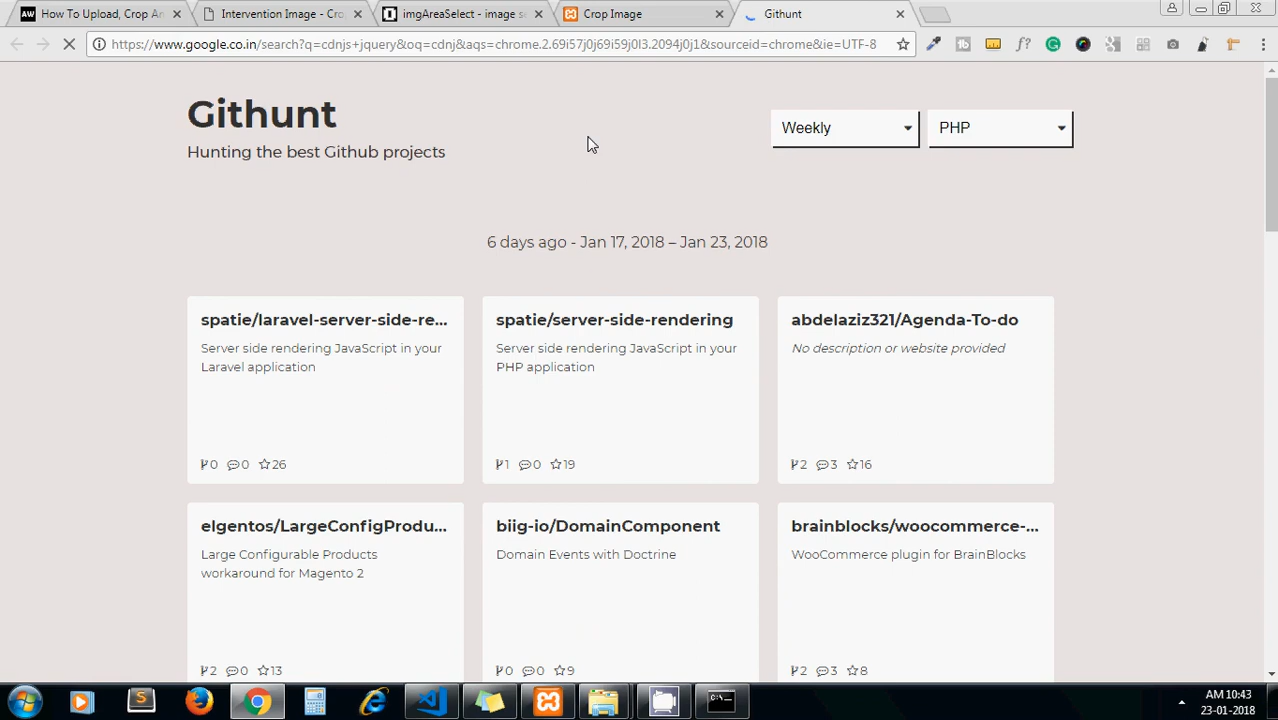 How To Upload, Crop An
Intervention Image - Cro
imgAreaSelect - image se
Crop Image
Githunt
https://www.google.co.in/search?q=cdnjs+jquery&oq=cdnj&aqs=chrome.2.69i57j0j69i59j0l3.2094j0j1&sourceid=chrome&ie=UTF-8
Githunt
Hunting the best Github projects
Weekly
PHP
6 days ago - Jan 17, 2018 – Jan 23, 2018
spatie/laravel-server-side-re...
Server side rendering JavaScript in your
Laravel application
0 0 26
spatie/server-side-rendering
Server side rendering JavaScript in your
PHP application
1 0 19
abdelaziz321/Agenda-To-do
No description or website provided
2 3 16
elgentos/LargeConfigProdu...
Large Configurable Products
workaround for Magento 2
2 0 13
biig-io/DomainComponent
Domain Events with Doctrine
0 0 9
brainblocks/woocommerce-...
WooCommerce plugin for BrainBlocks
2 3 8
AM 10:43
23-01-2018